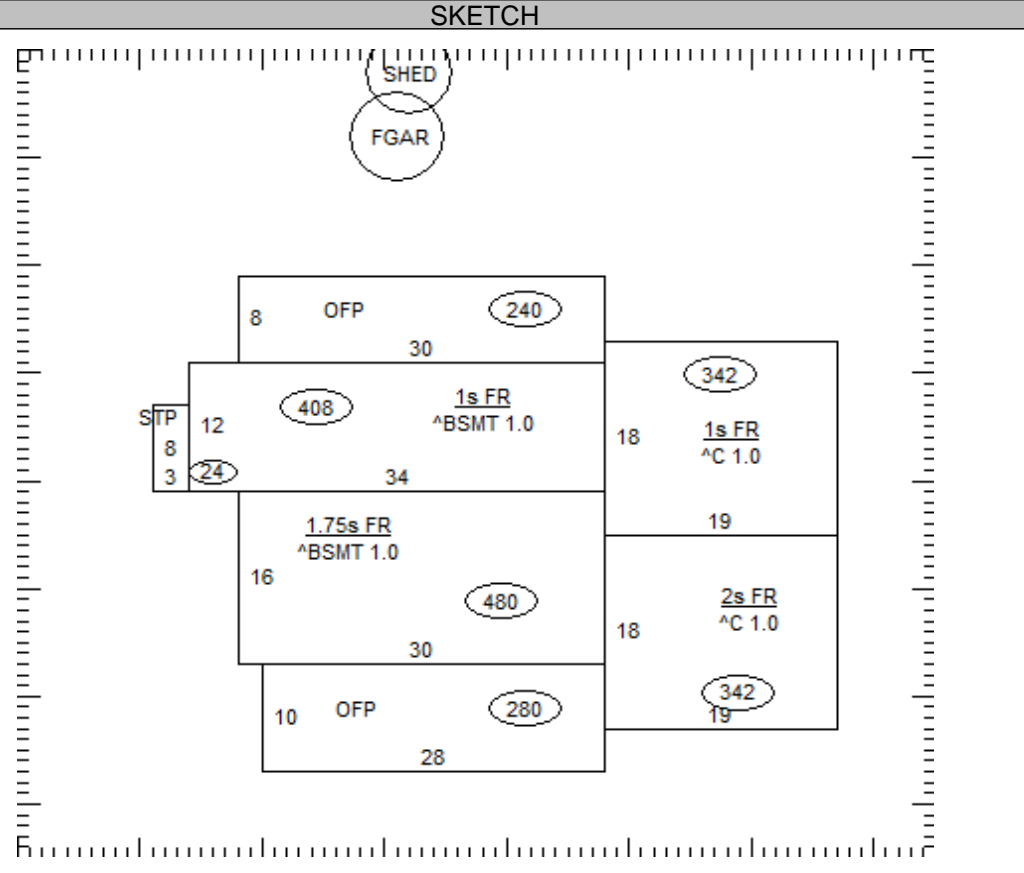 SKETCH
SHED
FGAR
8 OFP 240
30
342
408 1s FR
STP 12 ^BSMT 1.0
18 1s FR
8 ^C 1.0
3 24 34
19
1.75s FR
^BSMT 1.0
16
480
2s FR
18 ^C 1.0
30
342
10 OFP 280
19
28